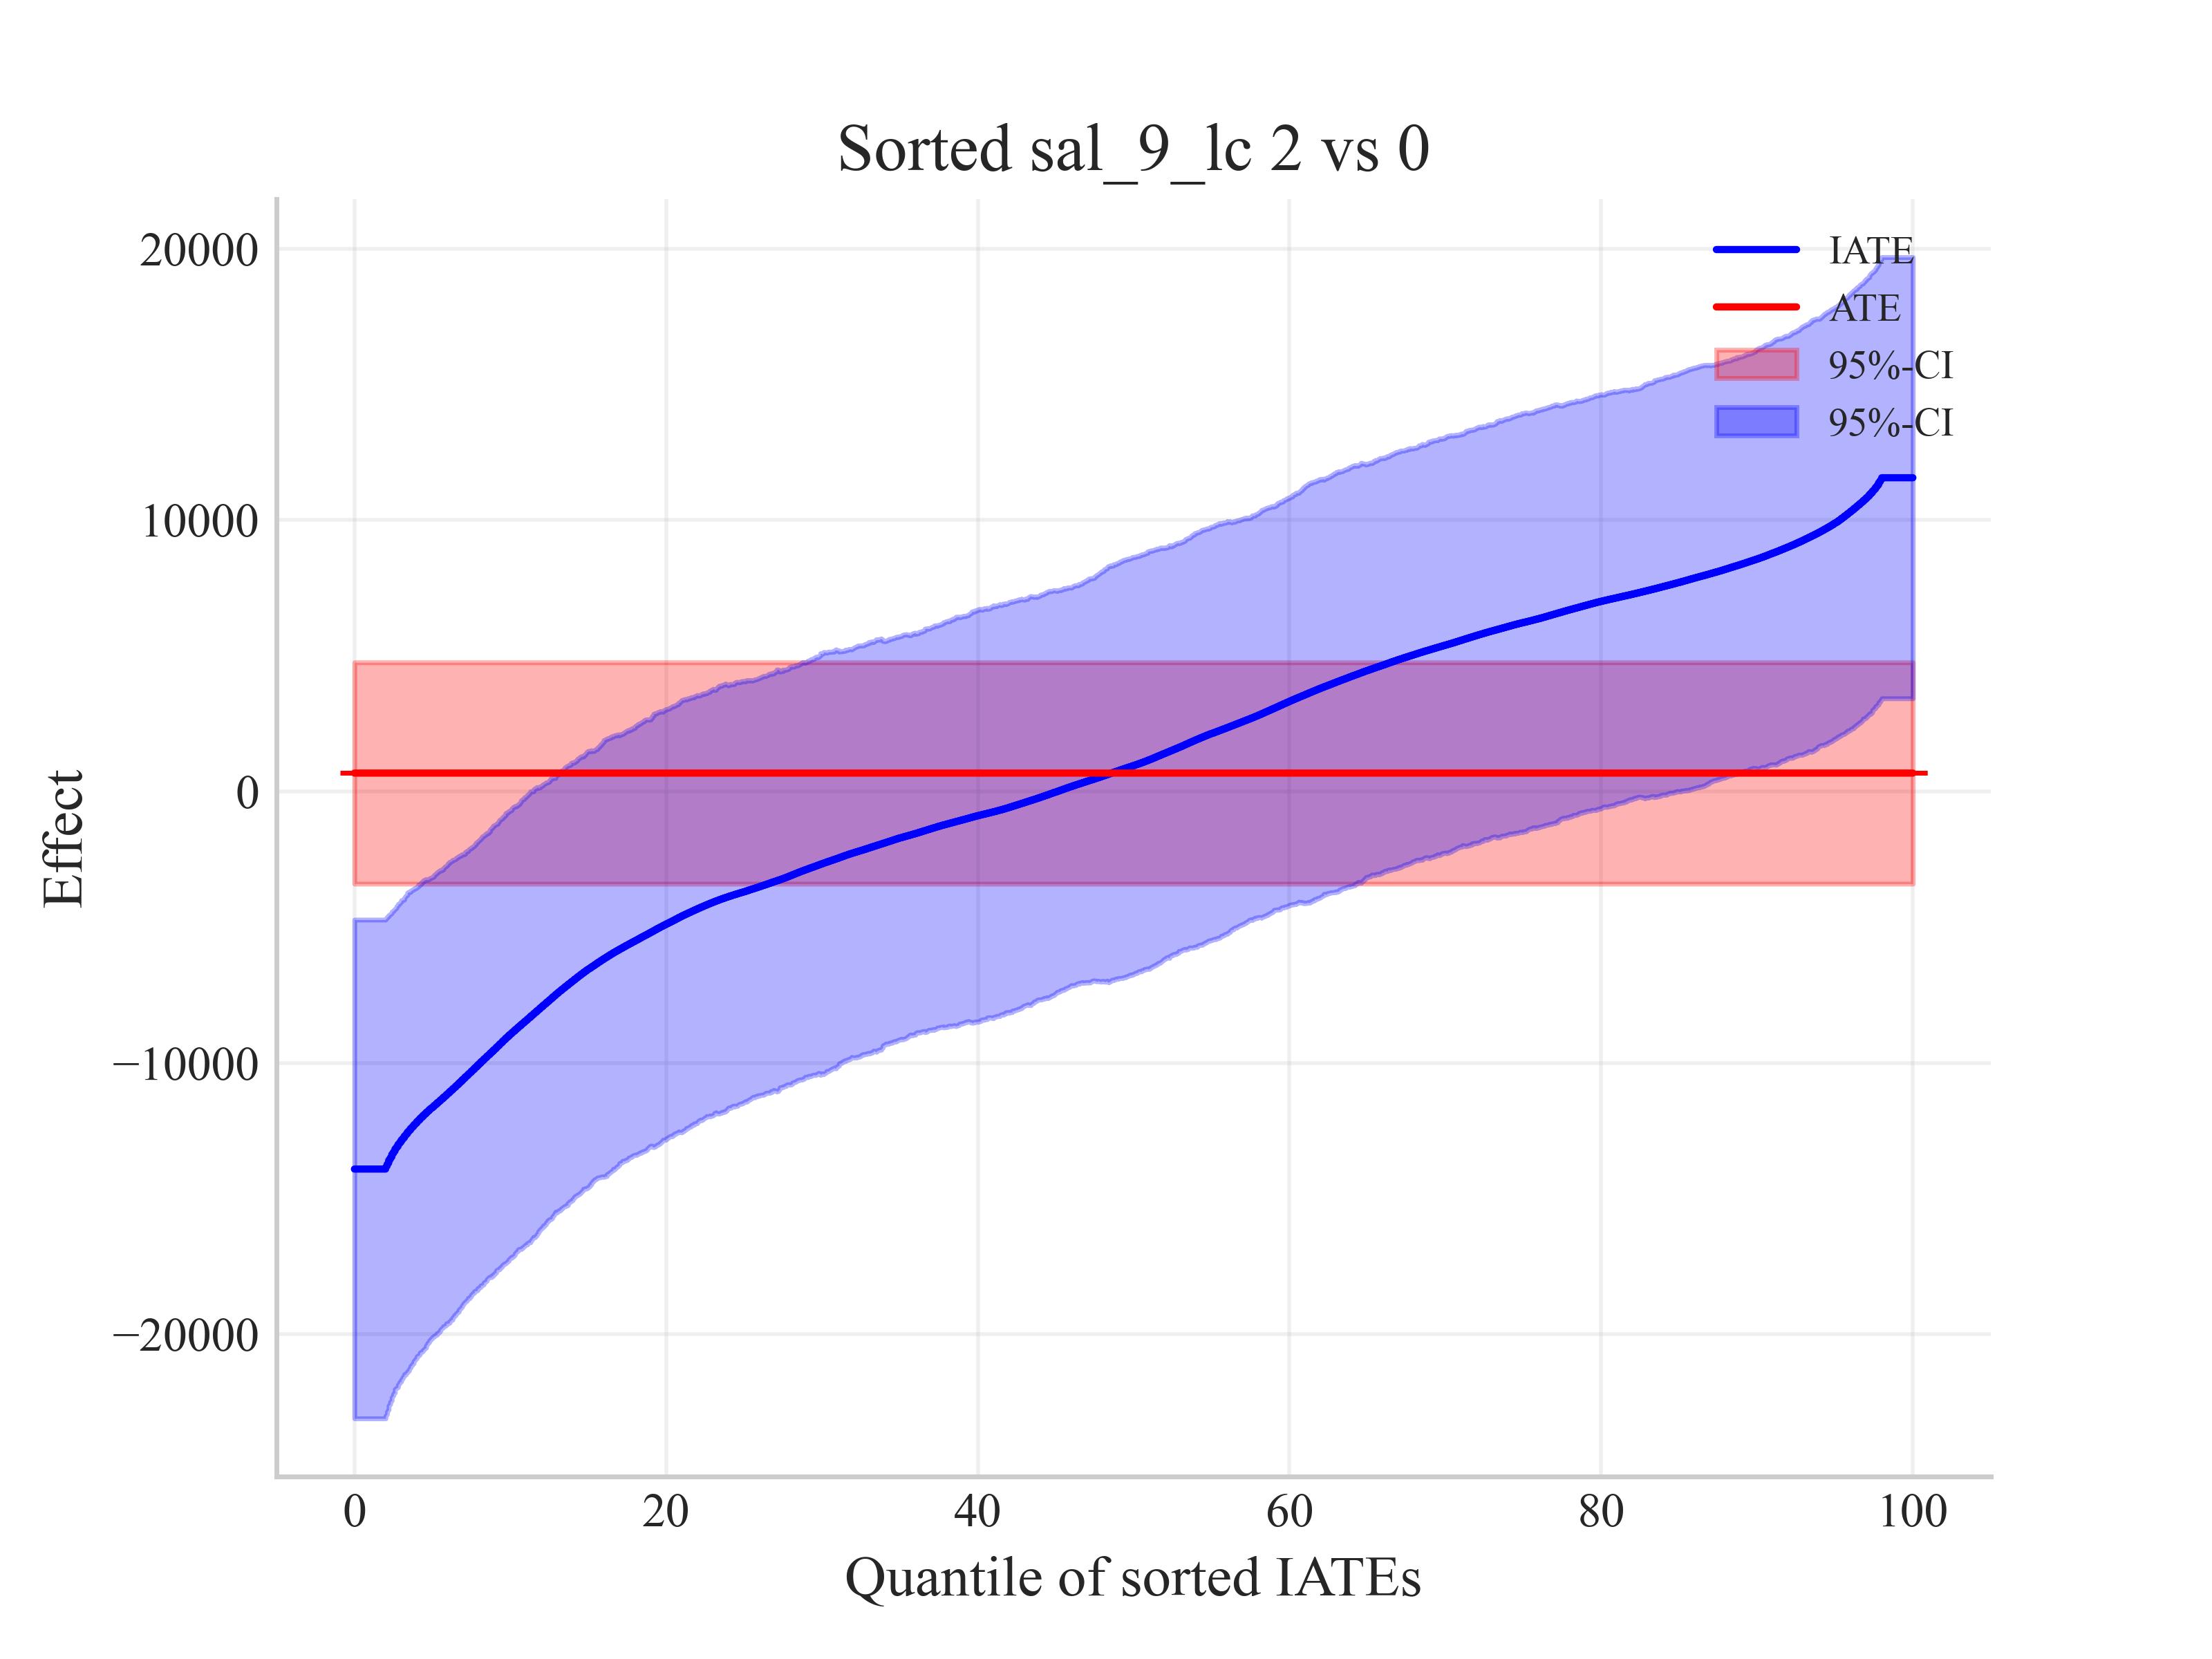 Sorted sal_9_lc 2 vs 0
20000
10000
0
−10000
−20000
Effect
IATE
ATE
95%-CI
95%-CI
0 20 40 60 80 100
Quantile of sorted IATEs